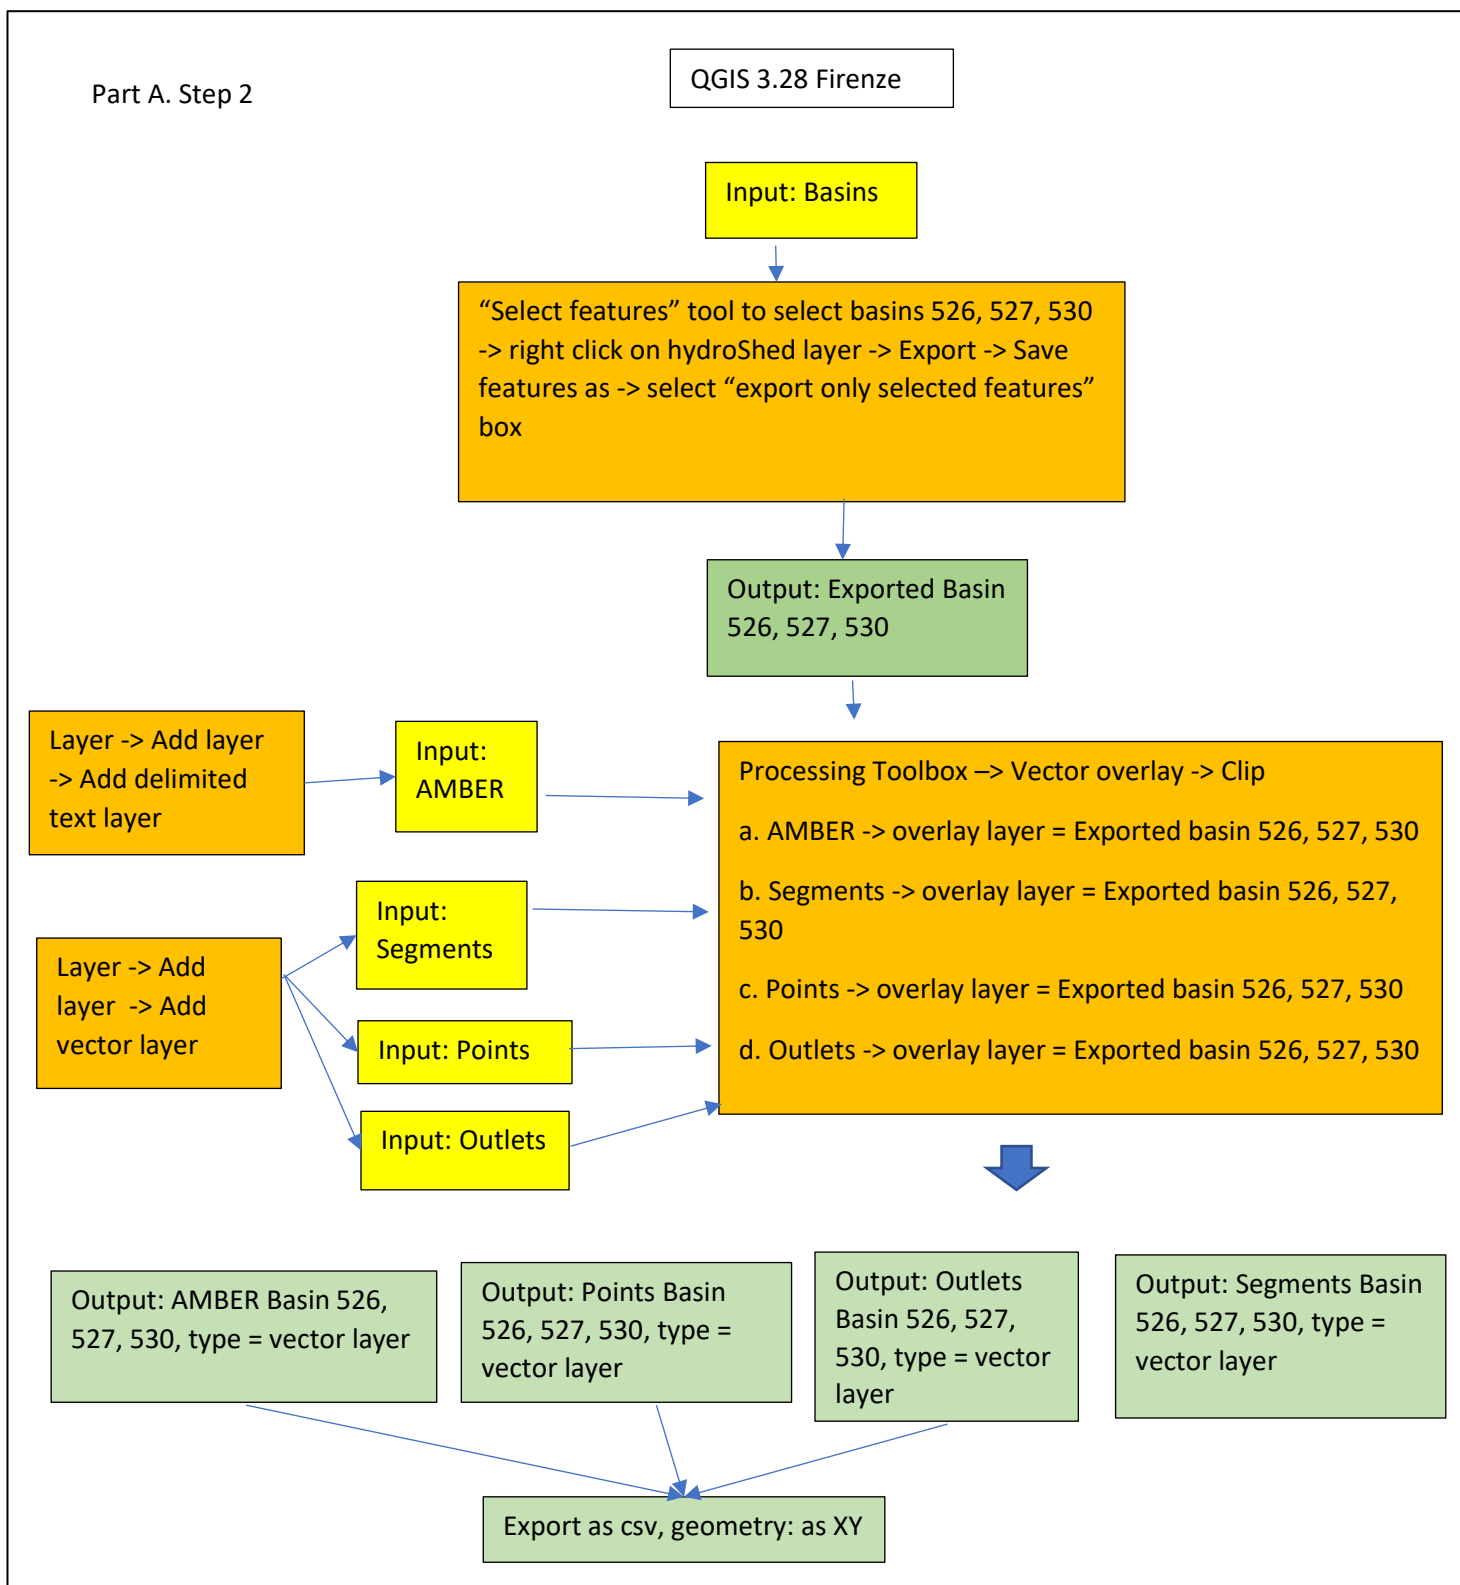 Part A. Step 2
QGIS 3.28 Firenze
Input: Basins
“Select features” tool to select basins 526, 527, 530
-> right click on hydroShed layer -> Export -> Save
features as -> select “export only selected features”
box
Output: Exported Basin
526, 527, 530
Layer -> Add layer
-> Add delimited
text layer
Input:
AMBER
Processing Toolbox –> Vector overlay -> Clip
a. AMBER -> overlay layer = Exported basin 526, 527, 530
b. Segments -> overlay layer = Exported basin 526, 527,
530
c. Points -> overlay layer = Exported basin 526, 527, 530
d. Outlets -> overlay layer = Exported basin 526, 527, 530
Layer -> Add
layer -> Add
vector layer
Input:
Segments
Input: Points
Input: Outlets
Output: AMBER Basin 526,
527, 530, type = vector layer
Output: Points Basin
526, 527, 530, type =
vector layer
Output: Outlets
Basin 526, 527,
530, type = vector
layer
Output: Segments Basin
526, 527, 530, type =
vector layer
Export as csv, geometry: as XY